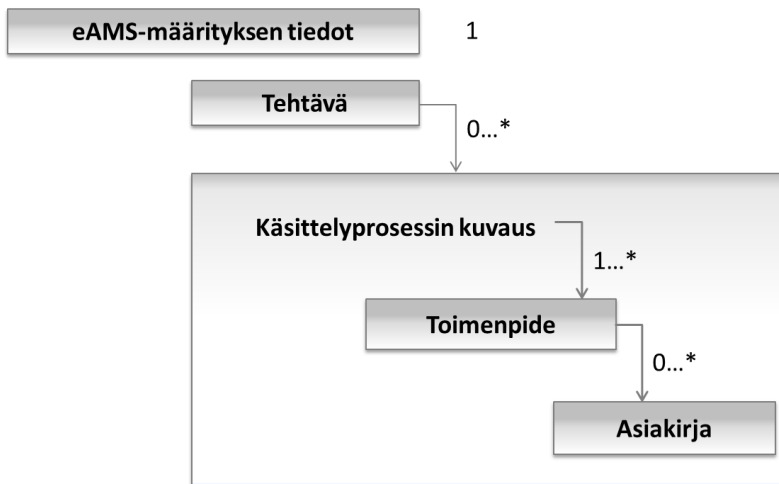 eAMS-määrityksen tiedot 1
Tehtävä
0...*
Käsittelyprosessin kuvaus
1...*
Toimenpide
0...*
Asiakirja